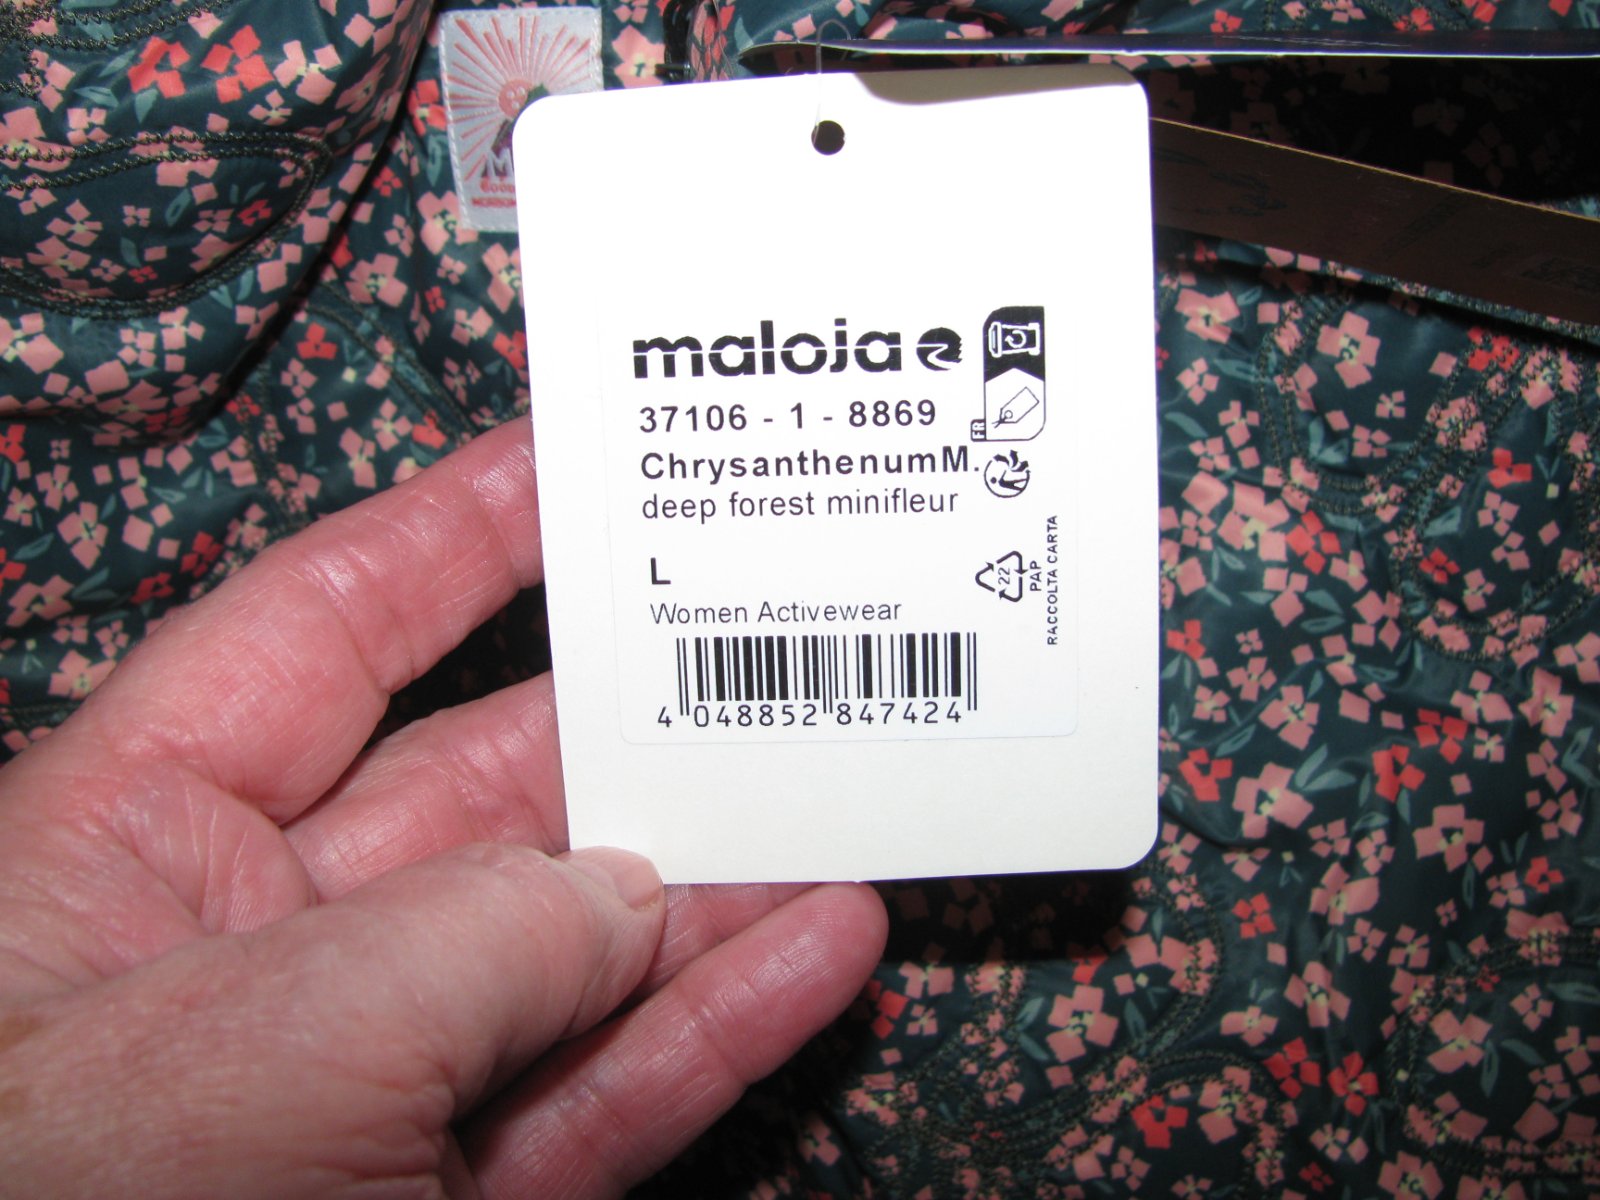 maloja
37106 - 1 - 8869
ChrysanthenumM.
deep forest minifleur
L
Women Activewear
4 048852 847424
FR
22
PAP
RACCOLTA CARTA